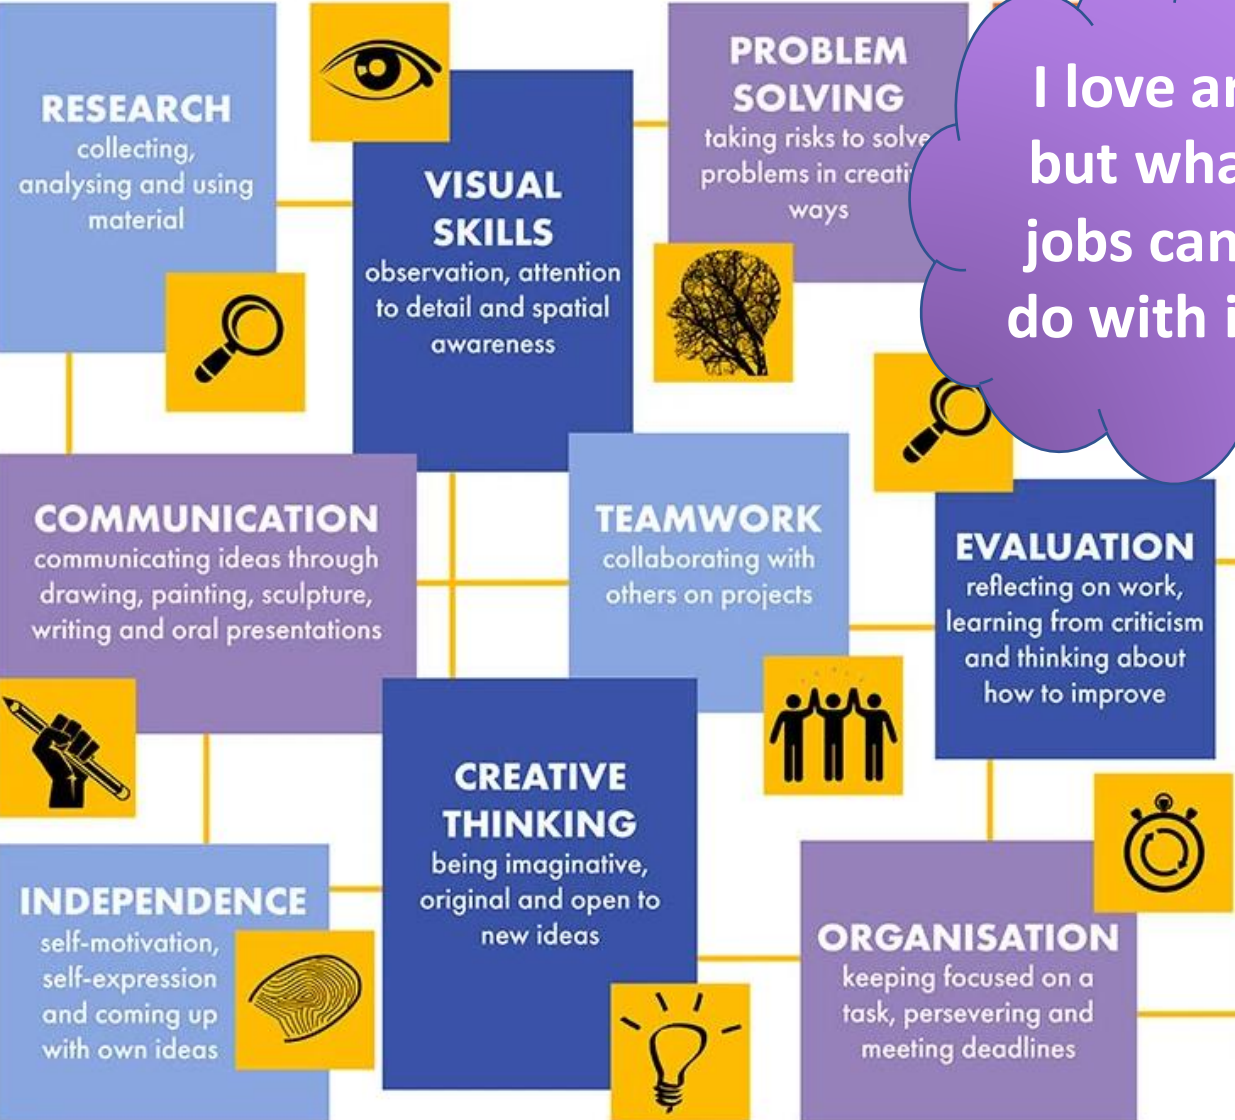 RESEARCH
collecting,
analysing and using
material
VISUAL
SKILLS
observation, attention
to detail and spatial
awareness
PROBLEM
SOLVING
taking risks to solve
problems in
ways
I love
but
jobs can
do with
COMMUNICATION
communicating ideas through
drawing, painting, sculpture,
writing and oral presentations
TEAMWORK
collaborating with
others on projects
EVALUATION
reflecting on work,
learning from criticism
and thinking about
how to improve
INDEPENDENCE
self-motivation,
self-expression
and coming up
with own ideas
CREATIVE
THINKING
being imaginative,
original and open to
new ideas
ORGANISATION
keeping focused on a
task, persevering and
meeting deadlines